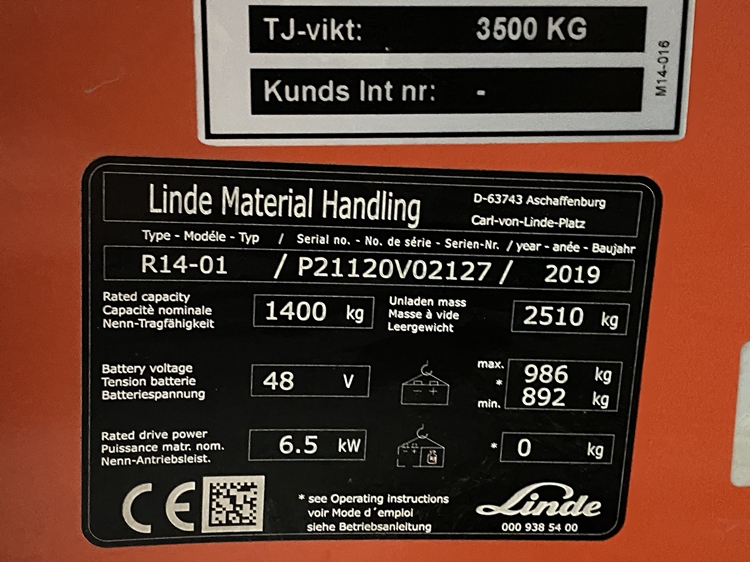 TJ-vikt: 3500 KG
Kunds Int nr: -
M14-016
Linde Material Handling
D-63743 Aschaffenburg
Carl-von-Linde-Platz
Type - Modéle - Typ / Serial no. - No. de série - Serien-Nr. / year - anée - Baujahr
R14-01 / P21120V02127 / 2019
Rated capacity
Capacitè nominale
Nenn-Tragfähigkeit
1400 kg
Unladen mass
Masse à vide
Leergewicht
2510 kg
Battery voltage
Tension batterie
Batteriespannung
48 V
max. 986 kg
*
min. 892 kg
Rated drive power
Puissance matr. nom.
Nenn-Antriebsleist.
6.5 kW
* 0 kg
CE
* see Operating instructions
voir Mode d´emploi
siehe Betriebsanleitung
Linde
000 938 54 00